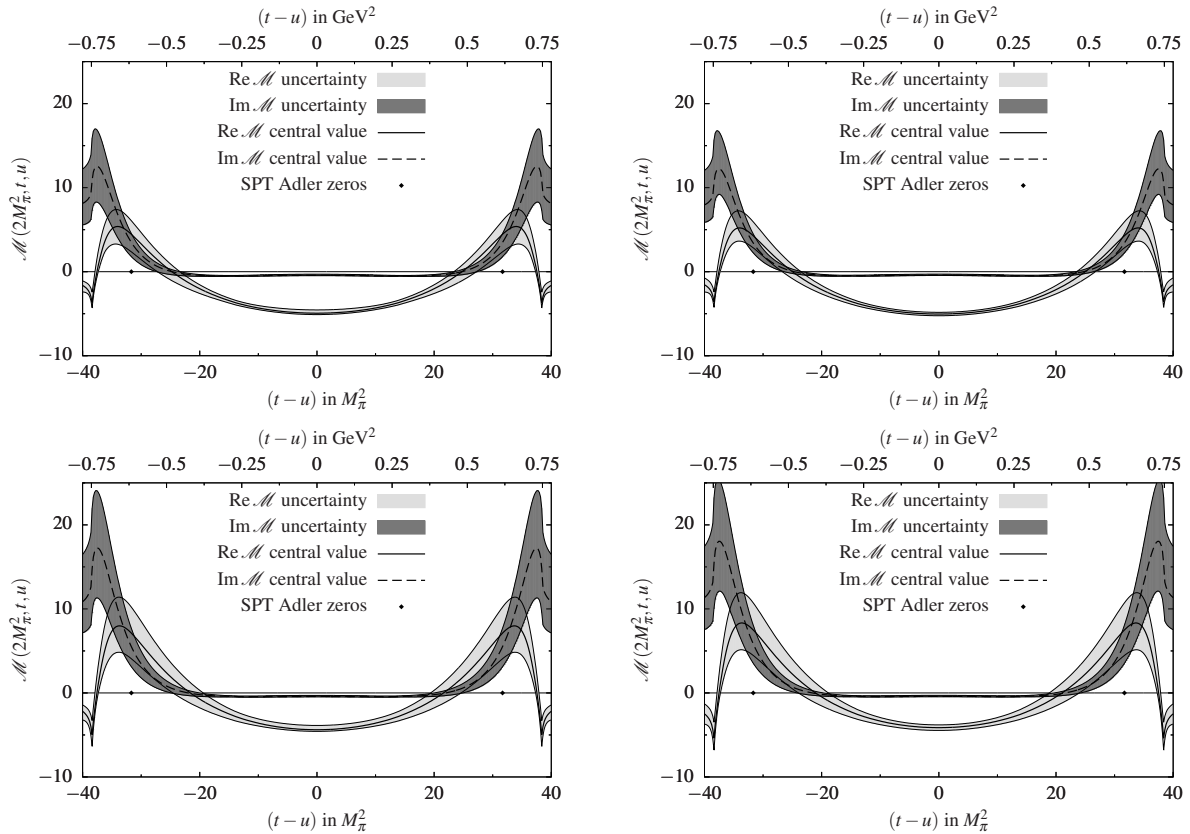 (t − u) in GeV²
−0.75 −0.5 −0.25 0 0.25 0.5 0.75
Re ℳ uncertainty
Im ℳ uncertainty
Re ℳ central value
Im ℳ central value
SPT Adler zeros
ℳ(2M²π, t, u)
20
10
0
−10
−40 −20 0 20 40
(t − u) in M²π
(t − u) in GeV²
−0.75 −0.5 −0.25 0 0.25 0.5 0.75
Re ℳ uncertainty
Im ℳ uncertainty
Re ℳ central value
Im ℳ central value
SPT Adler zeros
ℳ(2M²π, t, u)
20
10
0
−10
−40 −20 0 20 40
(t − u) in M²π
(t − u) in GeV²
−0.75 −0.5 −0.25 0 0.25 0.5 0.75
Re ℳ uncertainty
Im ℳ uncertainty
Re ℳ central value
Im ℳ central value
SPT Adler zeros
ℳ(2M²π, t, u)
20
10
0
−10
−40 −20 0 20 40
(t − u) in M²π
(t − u) in GeV²
−0.75 −0.5 −0.25 0 0.25 0.5 0.75
Re ℳ uncertainty
Im ℳ uncertainty
Re ℳ central value
Im ℳ central value
SPT Adler zeros
ℳ(2M²π, t, u)
20
10
0
−10
−40 −20 0 20 40
(t − u) in M²π